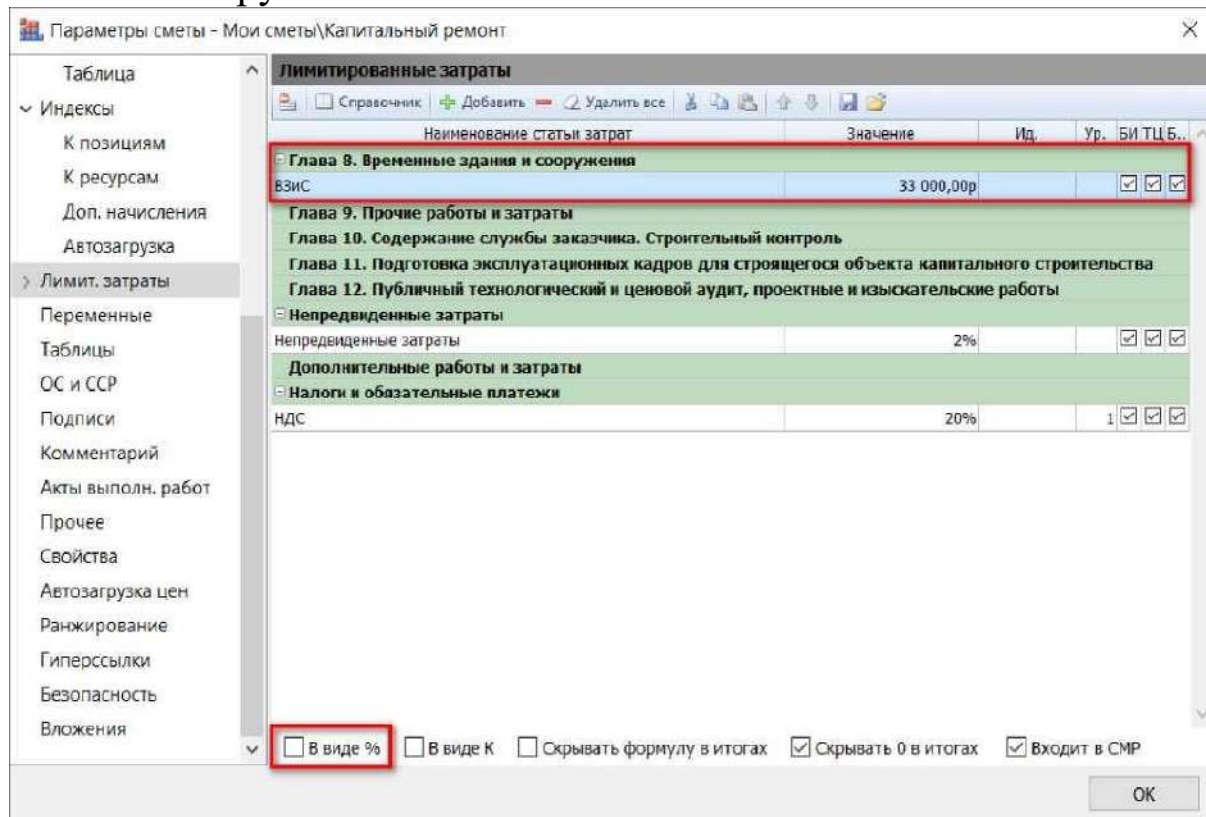 Параметры сметы - Мои сметы\Капитальный ремонт
Таблица
Индексы
К позициям
К ресурсам
Доп. начисления
Автозагрузка
Лимит. затраты
Переменные
Таблицы
ОС и ССР
Подписи
Комментарий
Акты выполн. работ
Прочее
Свойства
Автозагрузка цен
Ранжирование
Гиперссылки
Безопасность
Вложения
Лимитированные затраты
Справочник Добавить Удалить все
Наименование статьи затрат Значение Ид. Ур. БИ ТЦ Б..
Глава 8. Временные здания и сооружения
ВЗиС 33 000,00р
Глава 9. Прочие работы и затраты
Глава 10. Содержание службы заказчика. Строительный контроль
Глава 11. Подготовка эксплуатационных кадров для строящегося объекта капитального строительства
Глава 12. Публичный технологический и ценовой аудит, проектные и изыскательские работы
Непредвиденные затраты
Непредвиденные затраты 2%
Дополнительные работы и затраты
Налоги и обязательные платежи
НДС 20% 1
В виде % В виде К Скрывать формулу в итогах Скрывать 0 в итогах Входит в СМР
ОК